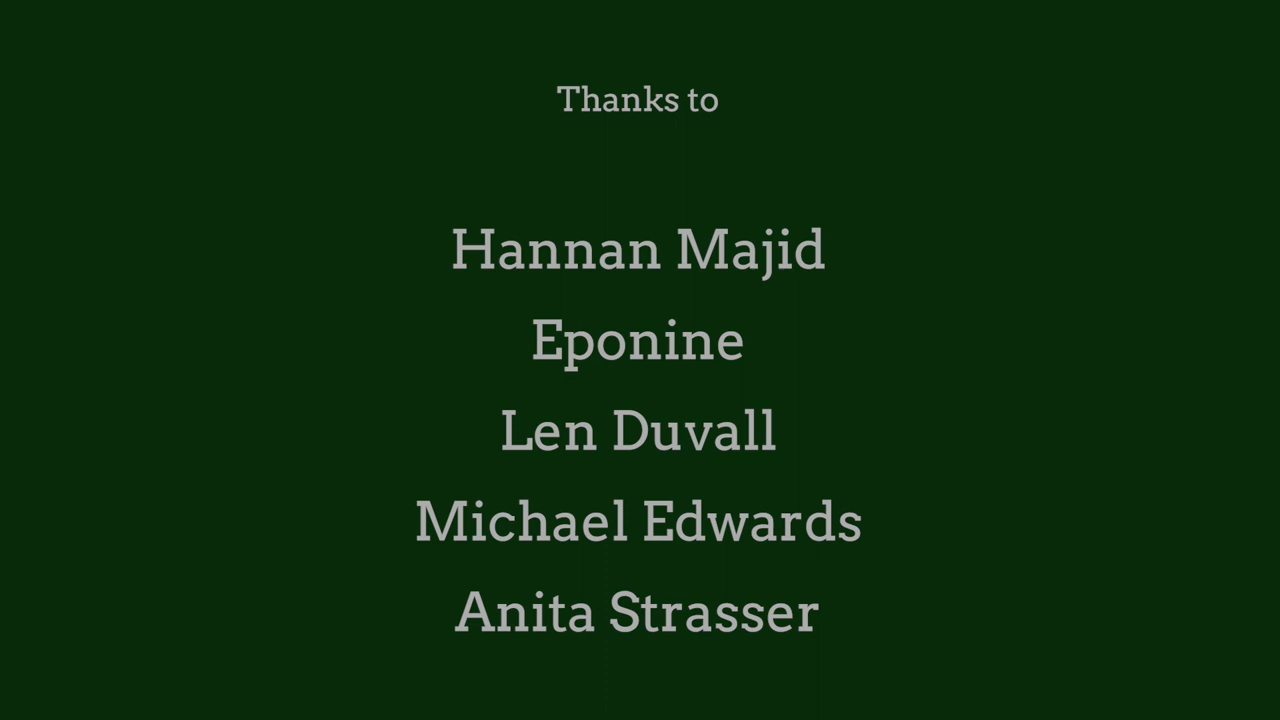 Thanks to
Hannan Majid
Eponine
Len Duvall
Michael Edwards
Anita Strasser